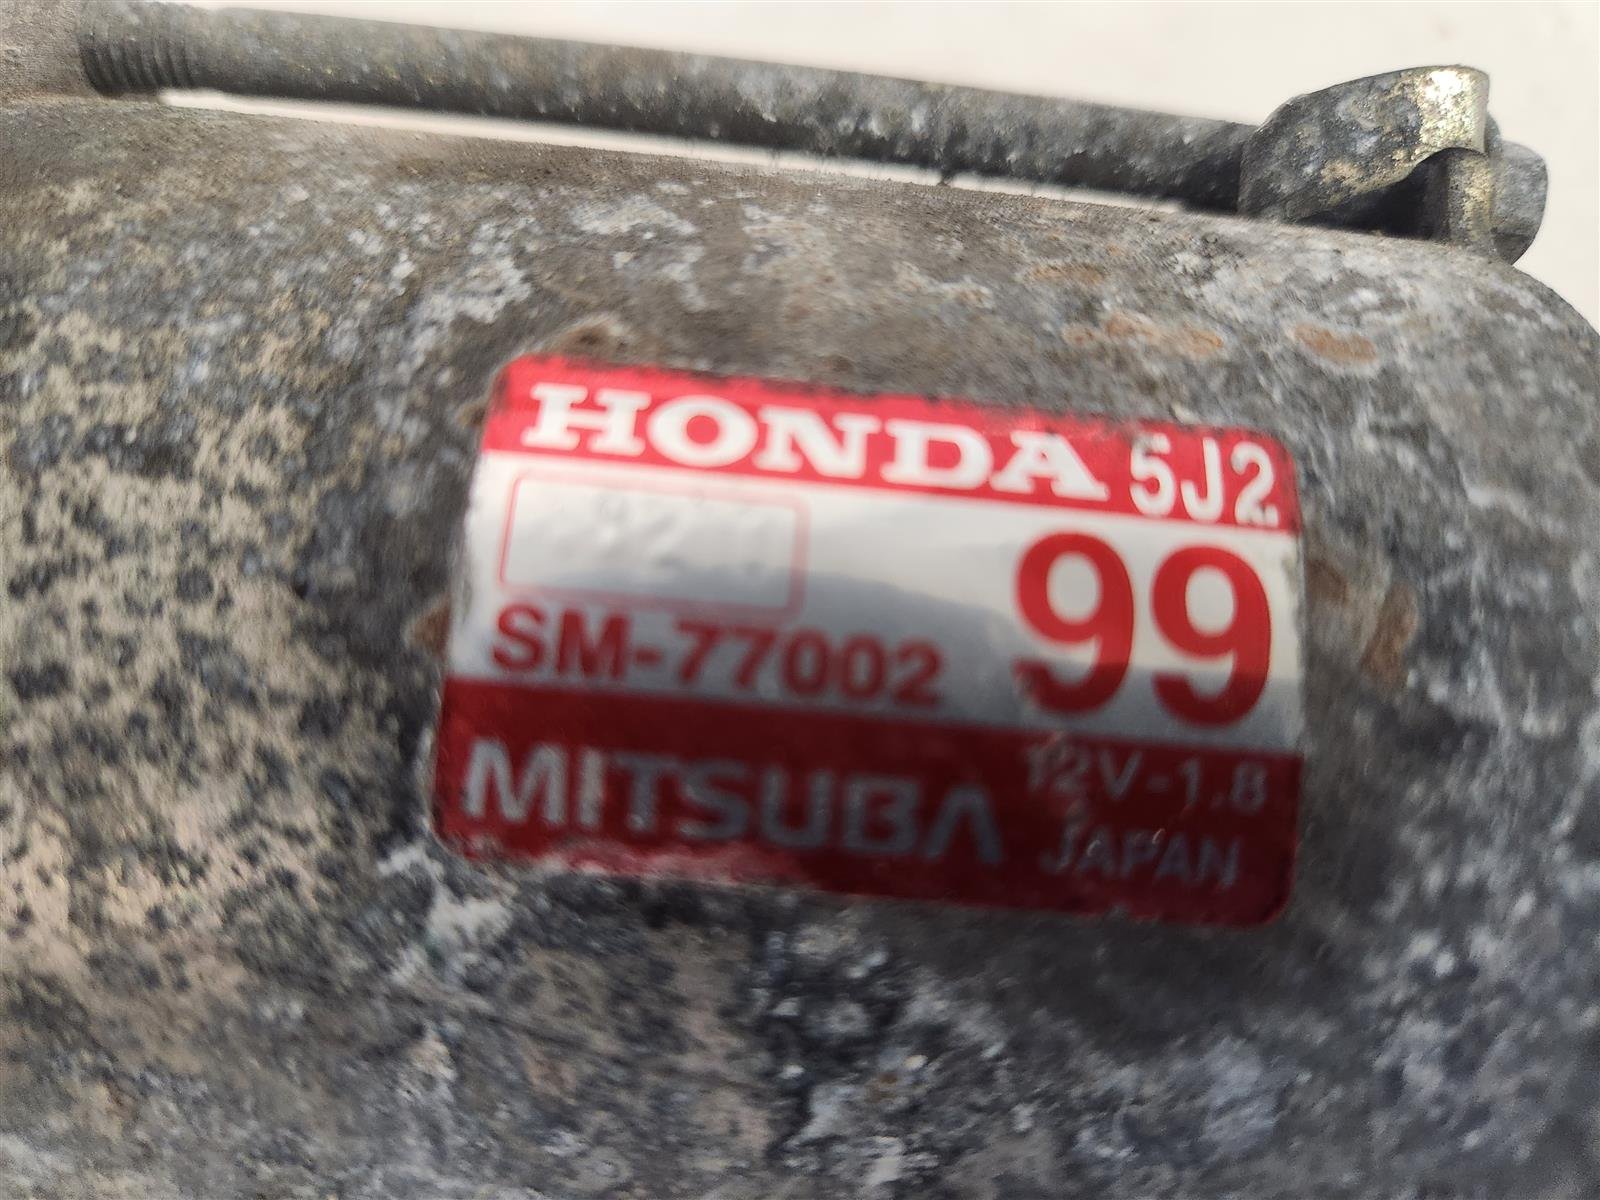 HONDA 5J2
99
SM-77002
MITSUBA 12V-1.8
JAPAN